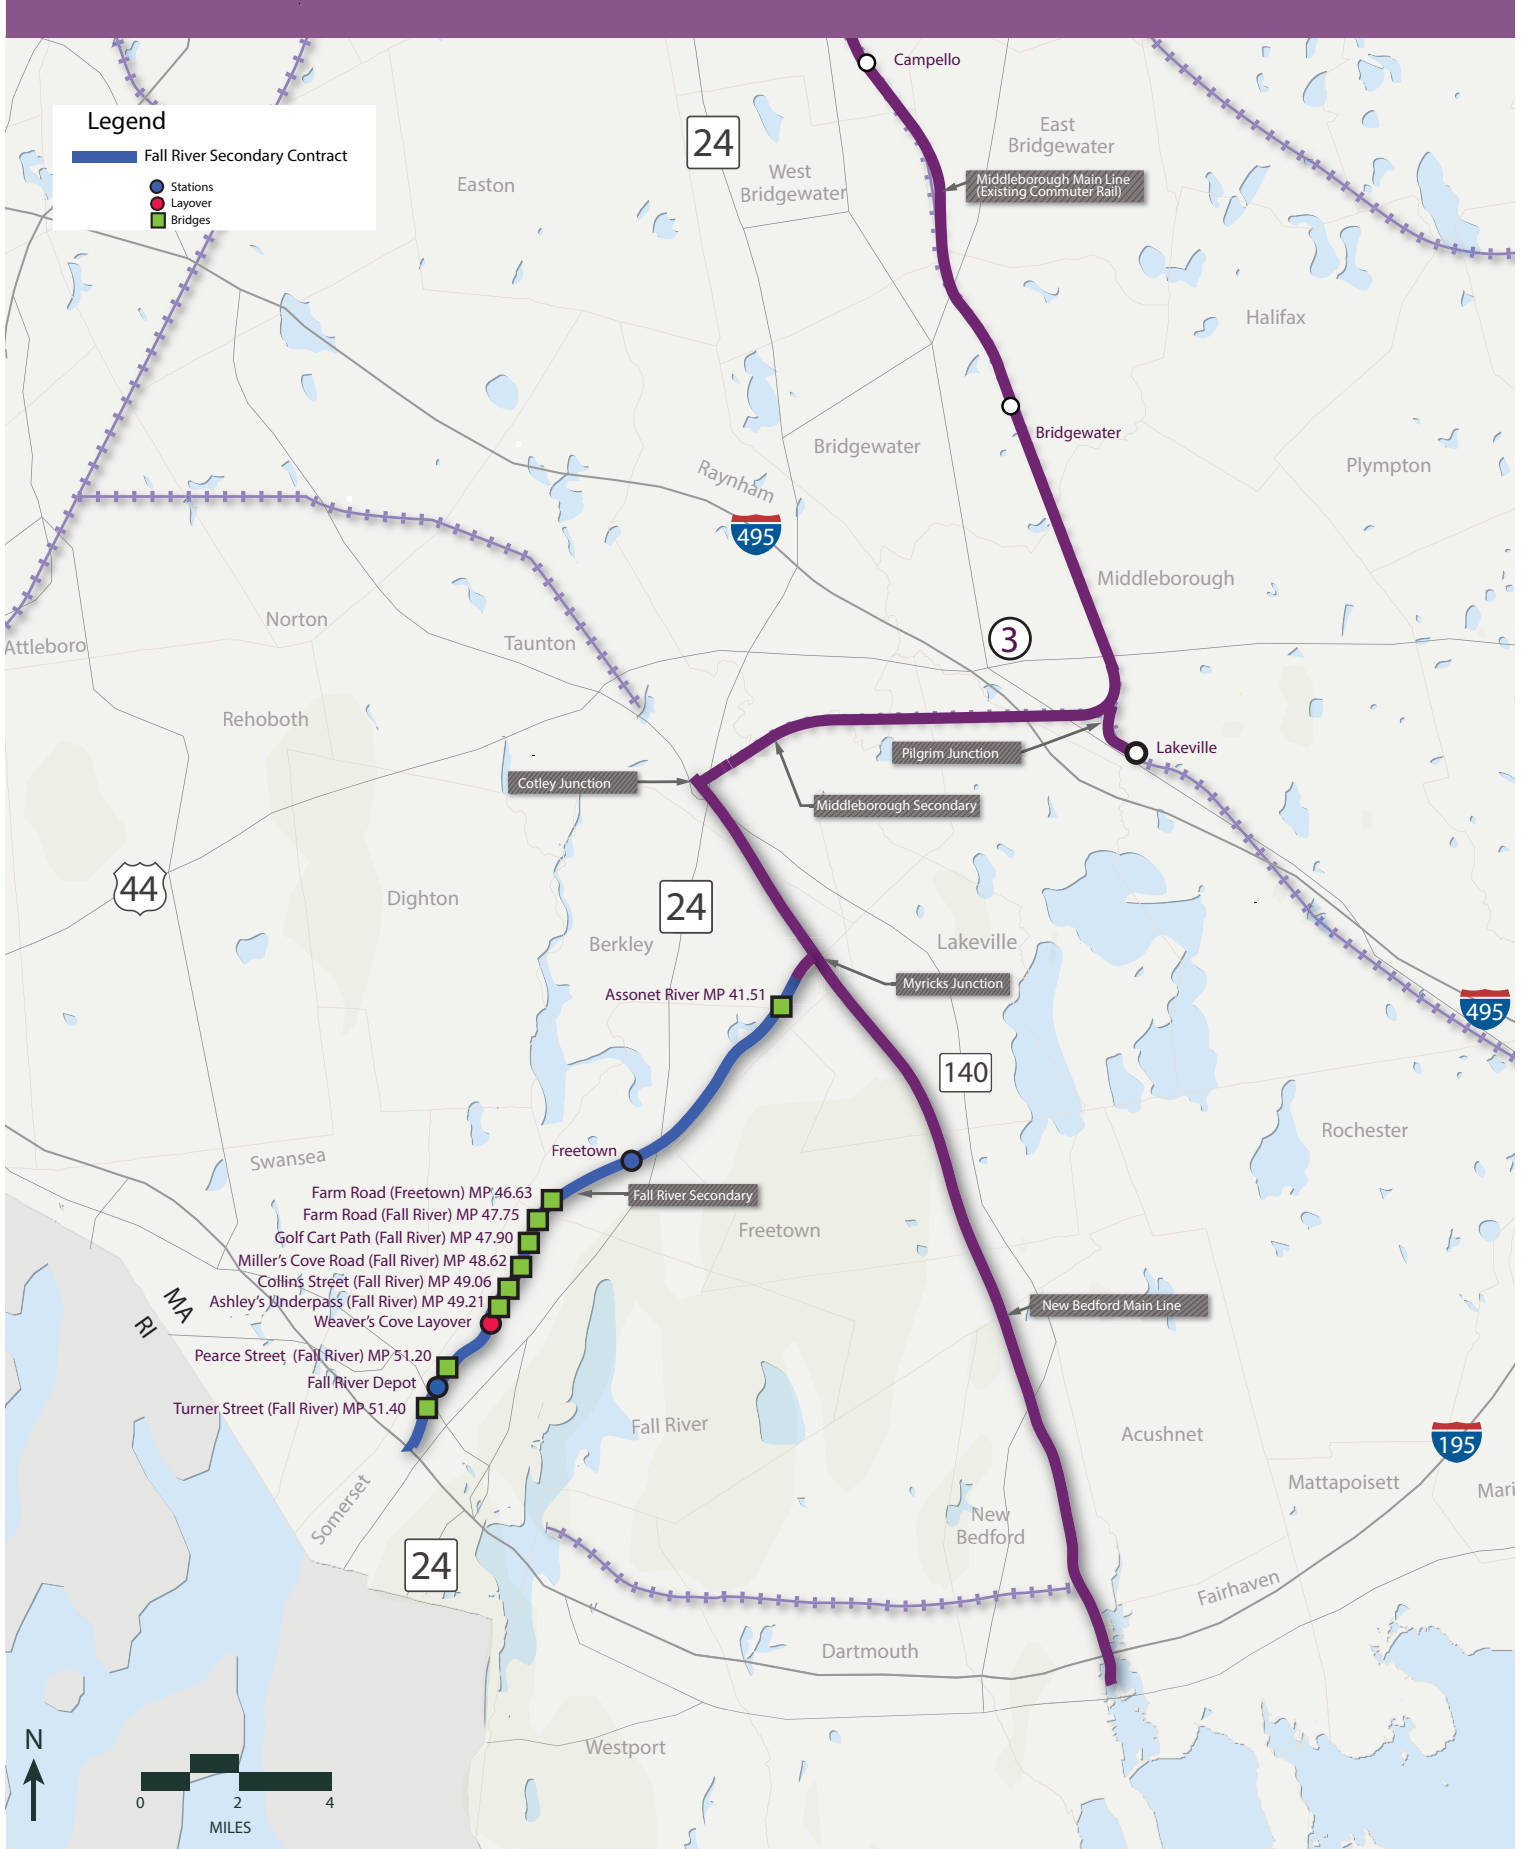 Campello
Legend
Fall River Secondary Contract
Stations
Layover
Bridges
24
East
Bridgewater
West
Bridgewater
Easton
Middleborough Main Line
(Existing Commuter Rail)
Halifax
Bridgewater
Bridgewater
Plympton
Raynham
495
Middleborough
Norton
Attleboro
Taunton
3
Rehoboth
Lakeville
Pilgrim Junction
Cotley Junction
Middleborough Secondary
44
Dighton
24
Berkley
Lakeville
Myricks Junction
Assonet River MP 41.51
495
140
Rochester
Freetown
Swansea
Farm Road (Freetown) MP 46.63
Fall River Secondary
Farm Road (Fall River) MP 47.75
Freetown
Golf Cart Path (Fall River) MP 47.90
Miller's Cove Road (Fall River) MP 48.62
Collins Street (Fall River) MP 49.06
Ashley's Underpass (Fall River) MP 49.21
New Bedford Main Line
MA
RI
Weaver's Cove Layover
Pearce Street (Fall River) MP 51.20
Fall River Depot
Turner Street (Fall River) MP 51.40
Fall River
Acushnet
195
Mattapoisett
Mari
Somerset
New
Bedford
24
Fairhaven
Dartmouth
Westport
N
0 2 4
MILES